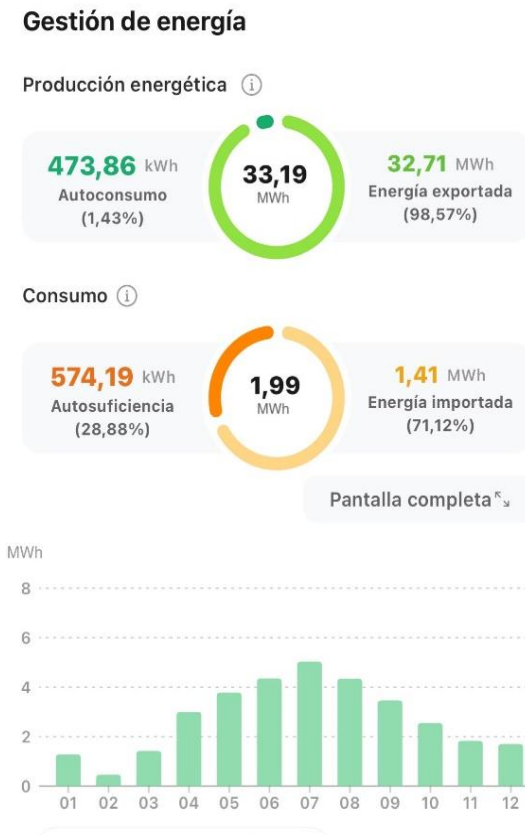 Gestión de energía
Producción energética
473,86 kWh
Autoconsumo
(1,43%)
33,19
MWh
32,71 MWh
Energía exportada
(98,57%)
Consumo
574,19 kWh
Autosuficiencia
(28,88%)
1,99
MWh
1,41 MWh
Energía importada
(71,12%)
Pantalla completa
MWh
8
6
4
2
0
01 02 03 04 05 06 07 08 09 10 11 12